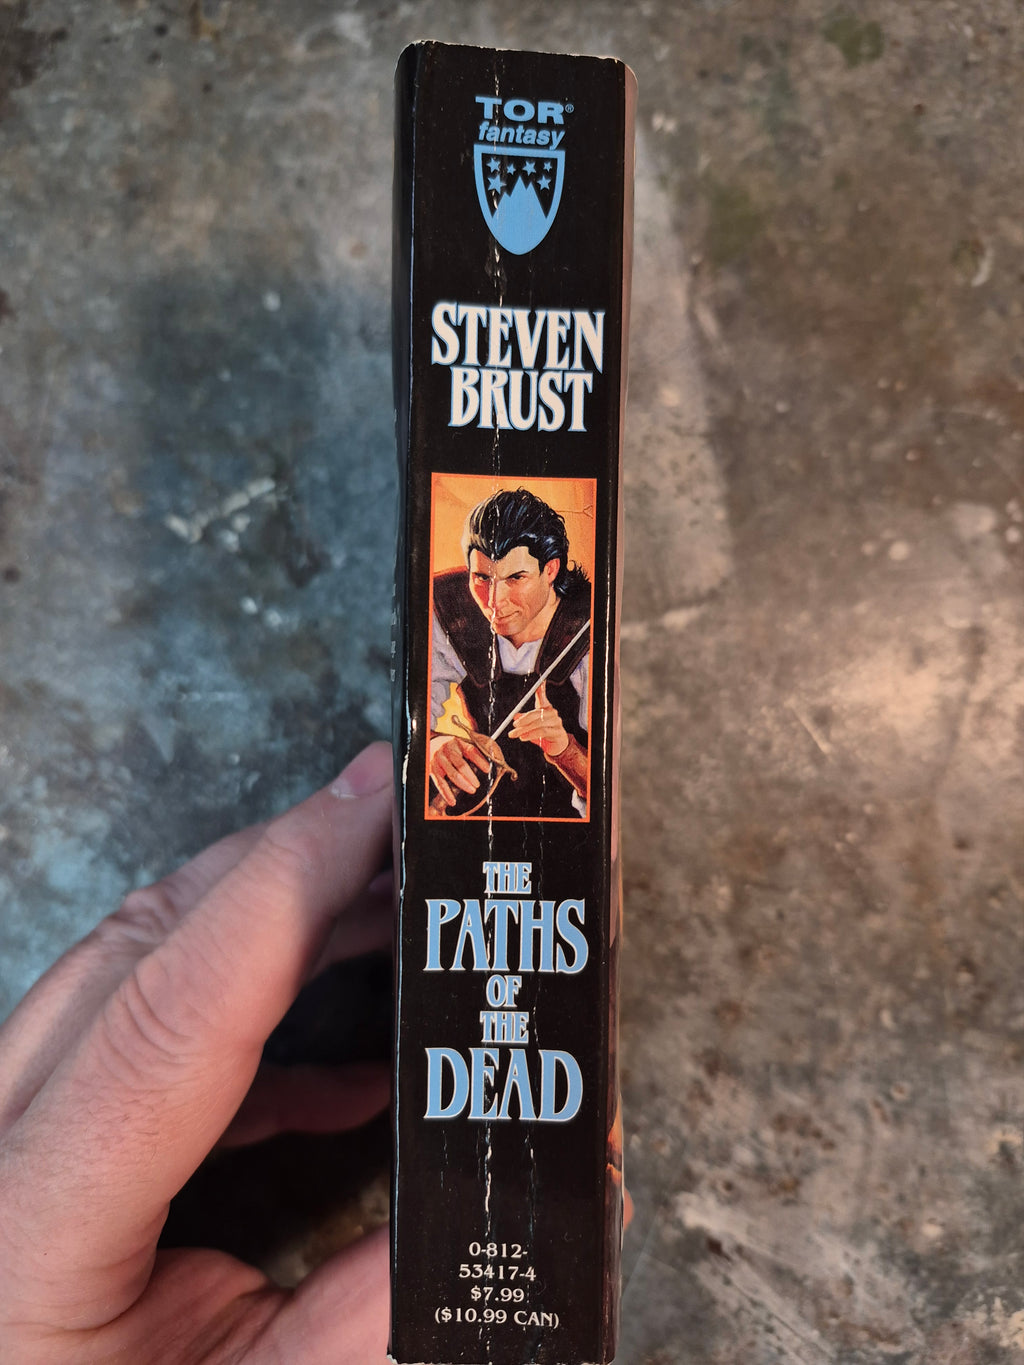 TOR®
fantasy
STEVEN
BRUST
THE
PATHS
OF
THE
DEAD
0-812-
53417-4
$7.99
($10.99 CAN)